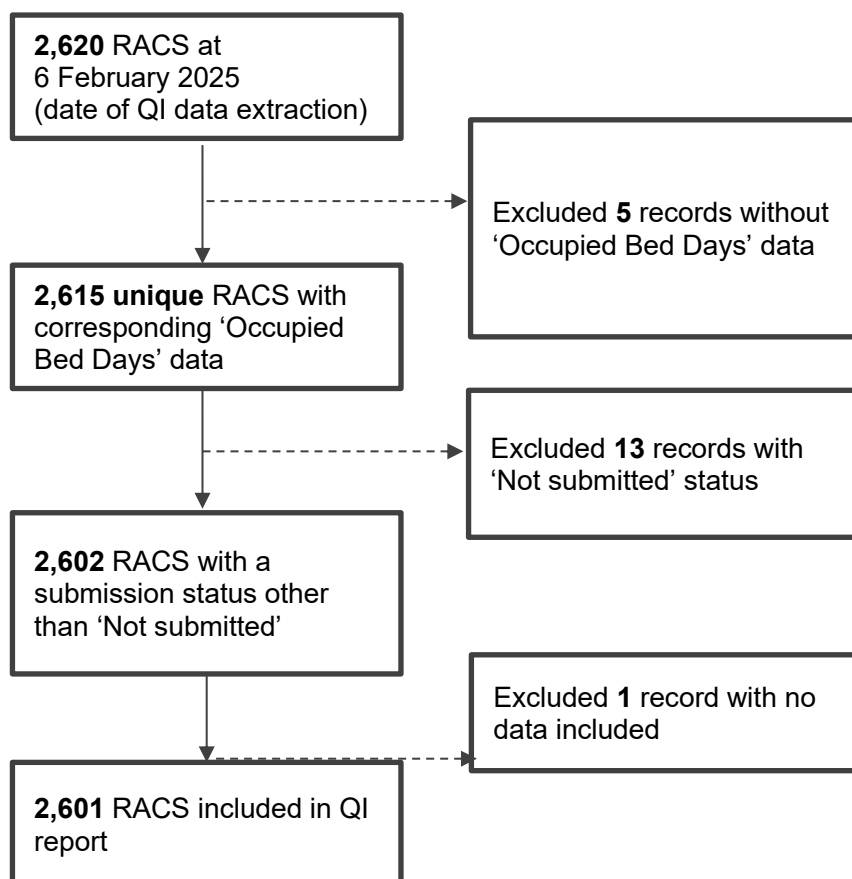 2,620 RACS at
6 February 2025
(date of QI data extraction)
Excluded 5 records without
‘Occupied Bed Days’ data
2,615 unique RACS with
corresponding ‘Occupied
Bed Days’ data
Excluded 13 records with
‘Not submitted’ status
2,602 RACS with a
submission status other
than ‘Not submitted’
Excluded 1 record with no
data included
2,601 RACS included in QI
report